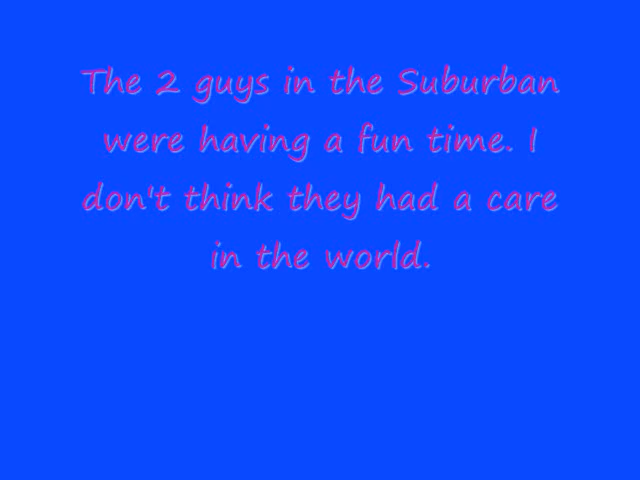 The 2 guys in the Suburban
were having a fun time. I
don't think they had a care
in the world.